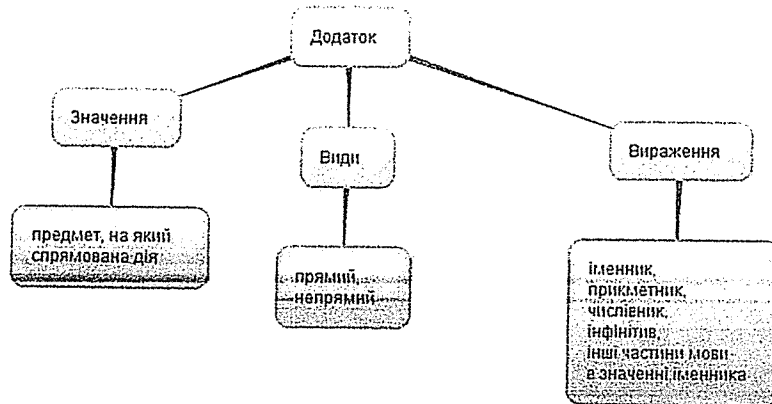 Додаток
Значення
Види
Вираження
предмет, на який
спрямована дія
прямий,
непрямий
іменник,
прикметник,
числівник,
інфінітив,
інші частини мови
в значенні іменника